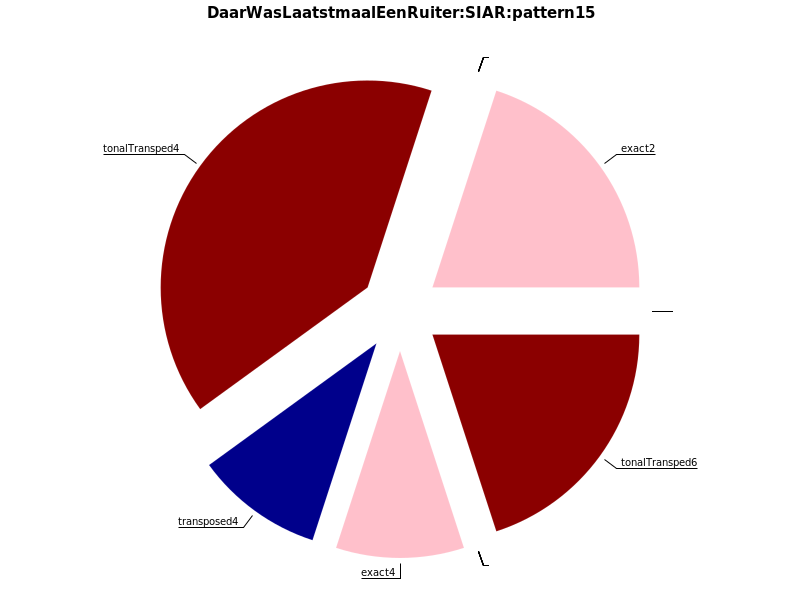 DaarWasLaatstmaalEenRuiter:SIAR:pattern15
tonalTransped4
exact2
tonalTransped6
transposed4
exact4